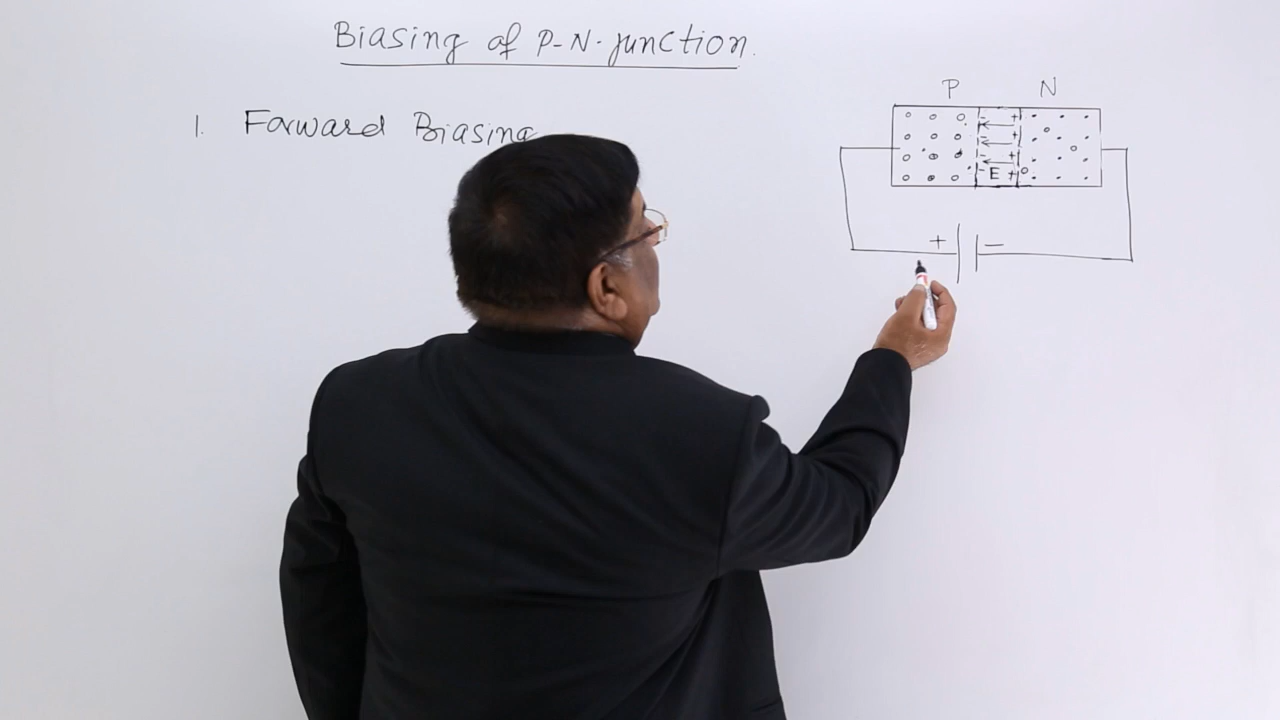 Biasing of P-N-junction.
1. Forward Biasing
P N
- +
- +
- +
- E +
+ -